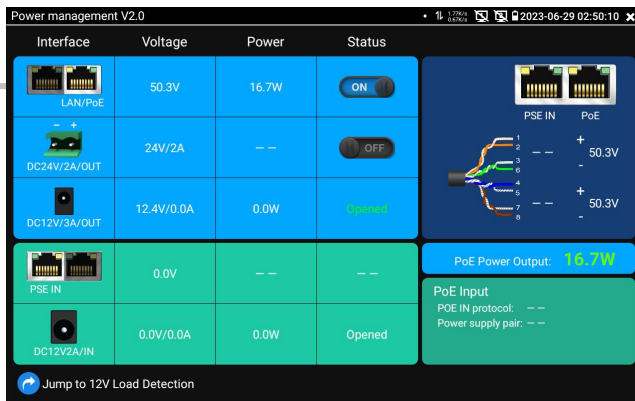 Power management V2.0
1.77K/s
0.67K/s
2023-06-29 02:50:10
Interface Voltage Power Status
LAN/PoE 50.3V 16.7W ON
- +
DC24V/2A/OUT 24V/2A -- OFF
DC12V/3A/OUT 12.4V/0.0A 0.0W Opened
PSE IN 0.0V -- --
DC12V2A/IN 0.0V/0.0A 0.0W Opened
PSE IN PoE
1
2
3
6
4
5
7
8
-- + 50.3V -
-- + 50.3V -
PoE Power Output: 16.7W
PoE Input
POE IN protocol: --
Power supply pair: --
Jump to 12V Load Detection